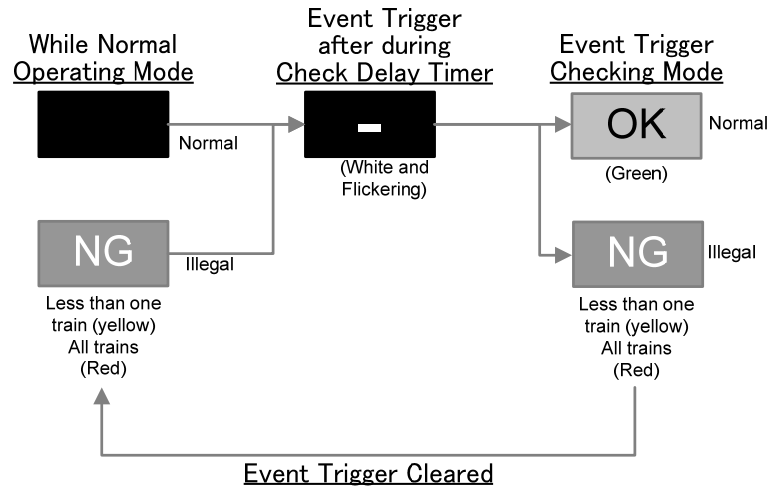 While Normal
Operating Mode
Event Trigger
after during
Check Delay Timer
Event Trigger
Checking Mode
Normal
(White and
Flickering)
OK
Normal
(Green)
NG
Illegal
Less than one
train (yellow)
All trains
(Red)
NG
Illegal
Less than one
train (yellow)
All trains
(Red)
Event Trigger Cleared